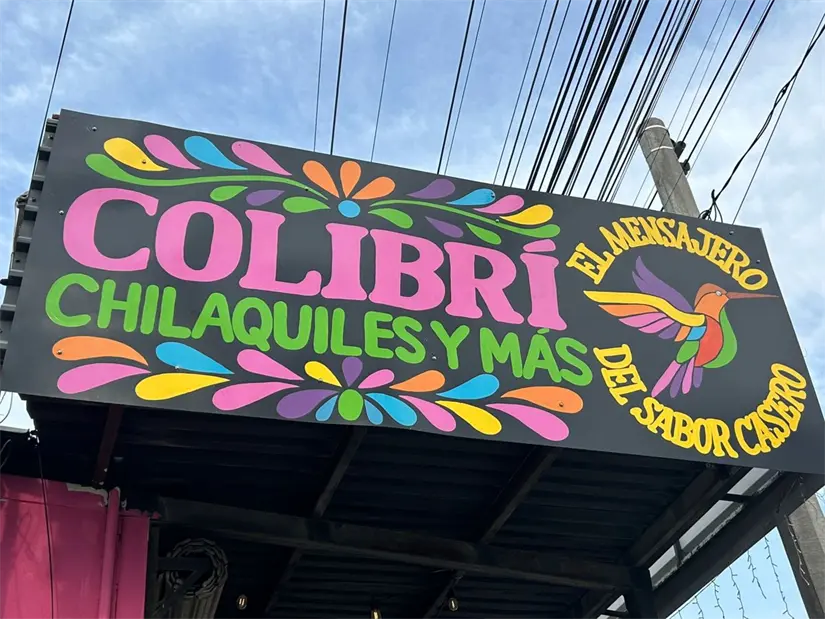 COLIBRÍ
CHILAQUILES Y MÁS
EL MENSAJERO
DEL SABOR CASERO